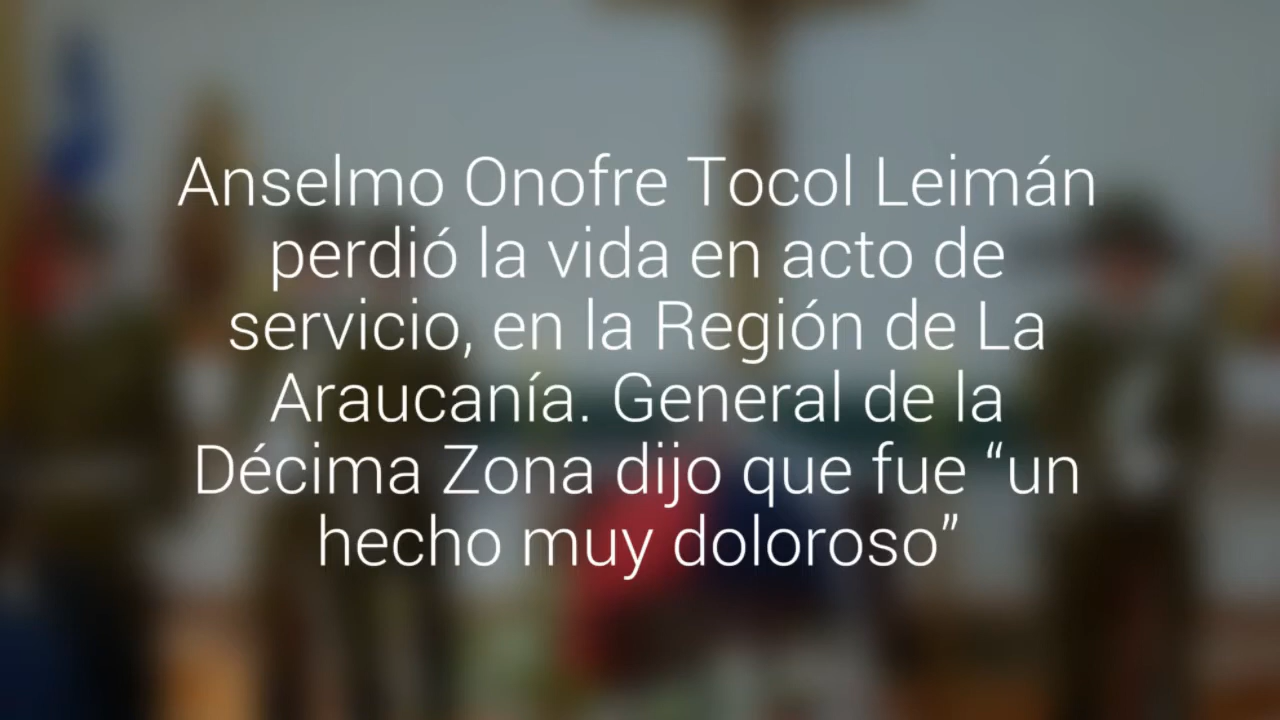 Anselmo Onofre Tocol Leimán
perdió la vida en acto de
servicio, en la Región de La
Araucanía. General de la
Décima Zona dijo que fue “un
hecho muy doloroso”